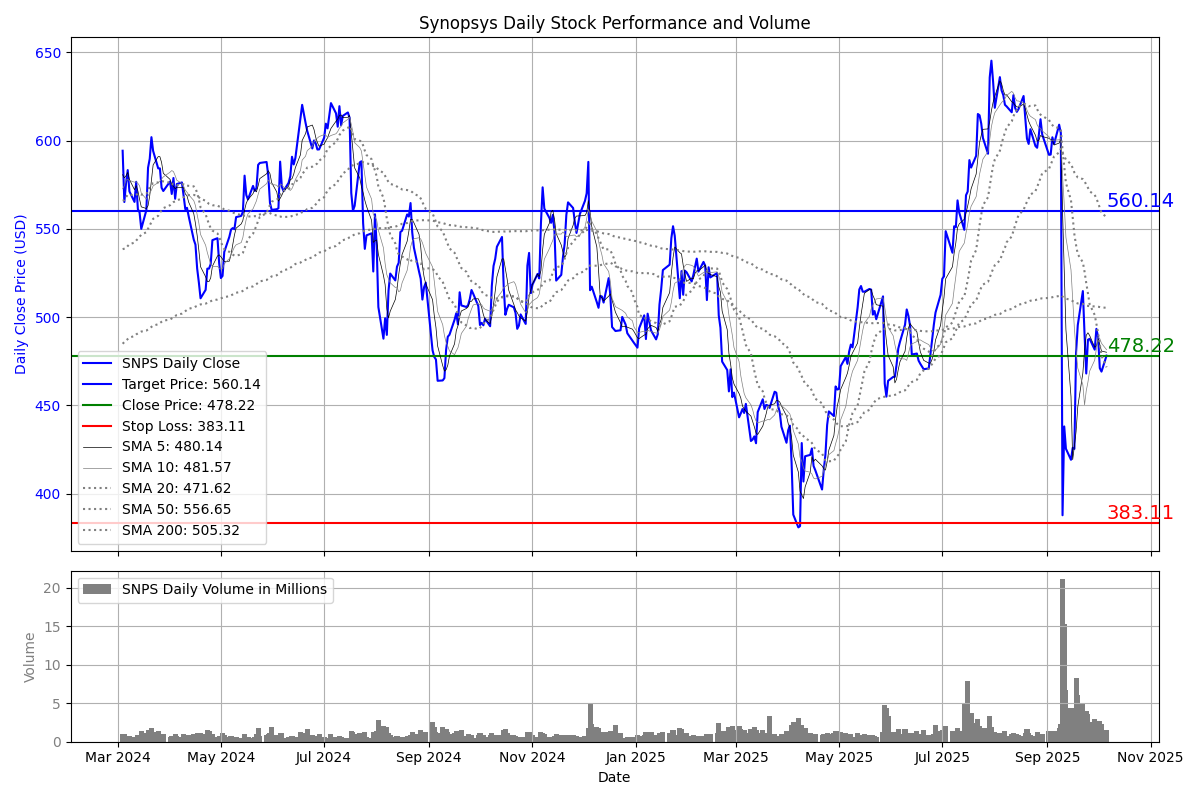 Synopsys Daily Stock Performance and Volume
Daily Close Price (USD)
650
600
550
500
450
400
560.14
478.22
383.11
SNPS Daily Close
Target Price: 560.14
Close Price: 478.22
Stop Loss: 383.11
SMA 5: 480.14
SMA 10: 481.57
SMA 20: 471.62
SMA 50: 556.65
SMA 200: 505.32
Volume
20
15
10
5
0
SNPS Daily Volume in Millions
Mar 2024 May 2024 Jul 2024 Sep 2024 Nov 2024 Jan 2025 Mar 2025 May 2025 Jul 2025 Sep 2025 Nov 2025
Date